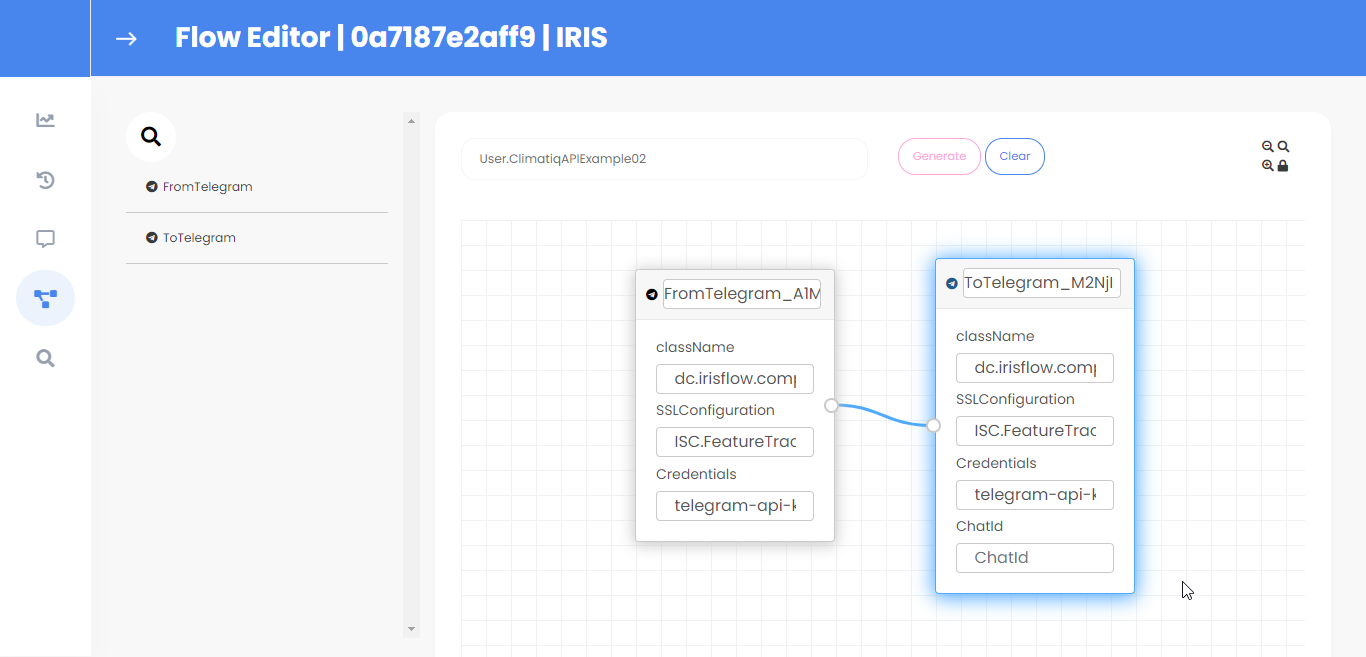 Flow Editor | 0a7187e2aff9 | IRIS
FromTelegram
ToTelegram
User.ClimatiqAPIExample02
Generate
Clear
FromTelegram_A1M
className
dc.irisflow.comp
SSLConfiguration
ISC.FeatureTrac
Credentials
telegram-api-k
ToTelegram_M2NjI
className
dc.irisflow.comp
SSLConfiguration
ISC.FeatureTrac
Credentials
telegram-api-k
ChatId
ChatId